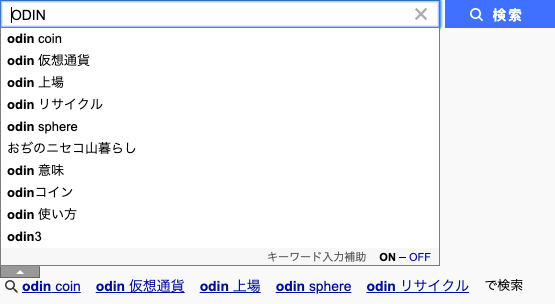 ODIN
検索
odin coin
odin 仮想通貨
odin 上場
odin リサイクル
odin sphere
おぢのニセコ山暮らし
odin 意味
odinコイン
odin 使い方
odin3
キーワード入力補助 ON – OFF
odin coin odin 仮想通貨 odin 上場 odin sphere odin リサイクル で検索